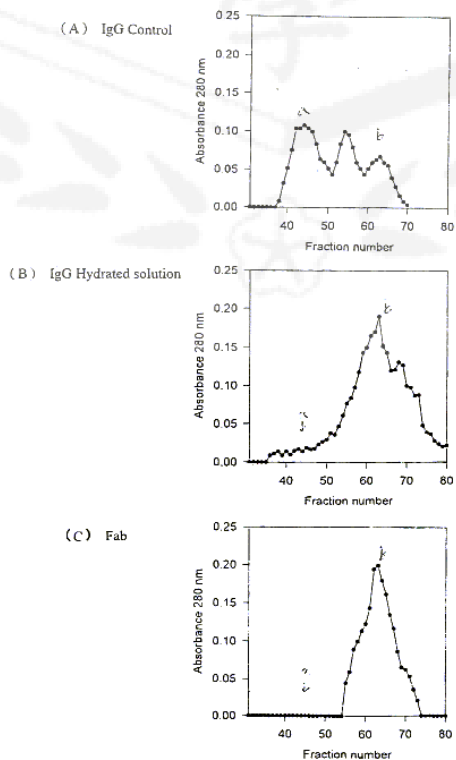 (A) IgG Control
0.25
0.20
0.15
0.10
0.05
0.00
Absorbance 280 nm
a
b
40 50 60 70 80
Fraction number
(B) IgG Hydrated solution
0.25
0.20
0.15
0.10
0.05
0.00
Absorbance 280 nm
b
40 50 60 70 80
Fraction number
(C) Fab
0.25
0.20
0.15
0.10
0.05
0.00
Absorbance 280 nm
b
40 50 60 70 80
Fraction number